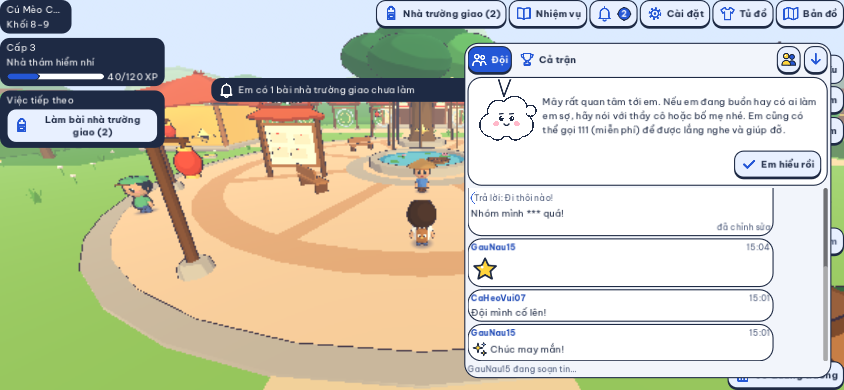 Cú Mèo C...
Khối 8-9
Cấp 3
Nhà thám hiểm nhí
40/120 XP
Việc tiếp theo
Làm bài nhà trường
giao (2)
Nhà trường giao (2)
Nhiệm vụ
2
Cài đặt
Tủ đồ
Bản đồ
Em có 1 bài nhà trường giao chưa làm
Đội
Cả trận
Mây rất quan tâm tới em. Nếu em đang buồn hay có ai làm
em sợ, hãy nói với thầy cô hoặc bố mẹ nhé. Em cũng có
thể gọi 111 (miễn phí) để được lắng nghe và giúp đỡ.
Em hiểu rồi
Trả lời: Đi thôi nào!
Nhóm mình *** quá!
đã chỉnh sửa
GauNau15
15:04
CaHeoVui07
15:01
Đội mình cố lên!
GauNau15
15:01
Chúc may mắn!
GauNau15 đang soạn tin...